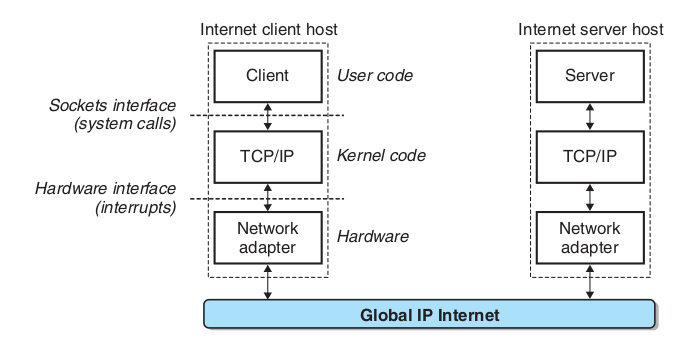 Internet client host
Internet server host
Client
User code
Server
Sockets interface
(system calls)
TCP/IP
Kernel code
TCP/IP
Hardware interface
(interrupts)
Network
adapter
Hardware
Network
adapter
Global IP Internet